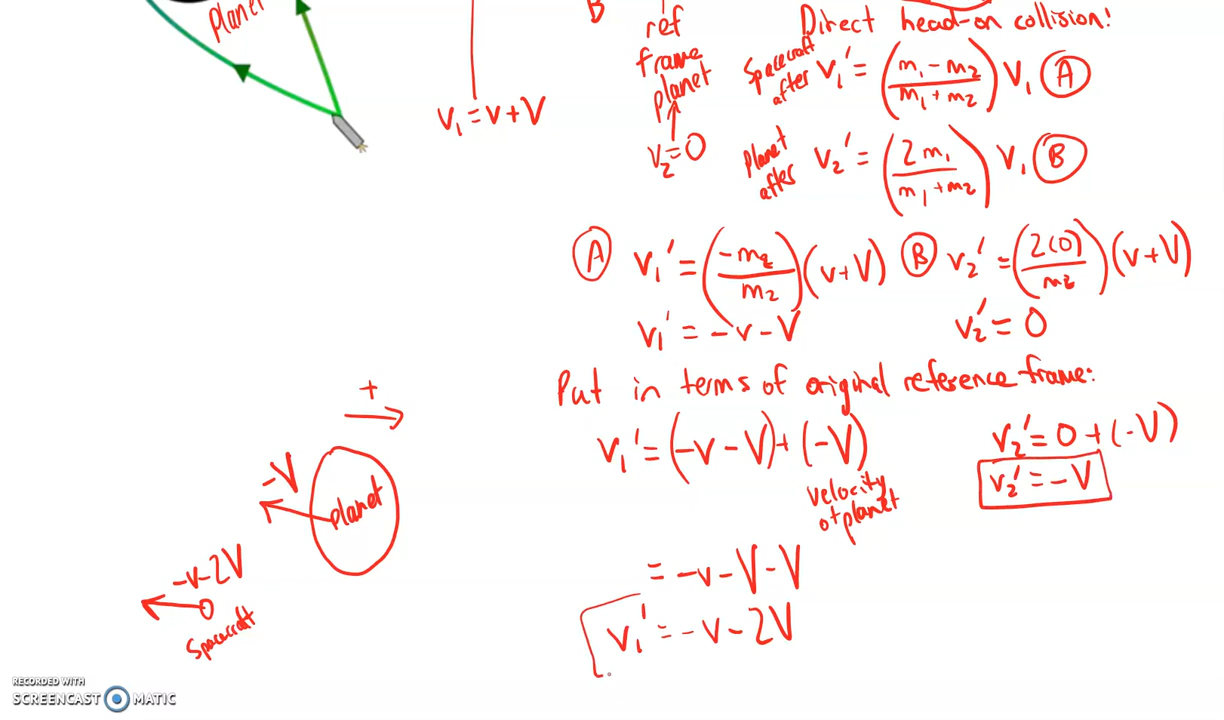 Planet
v₁ = v + V
B
ref
frame
planet
v₂ = 0
Direct head-on collision!
Spacecraft after v₁' = (m₁ - m₂ / m₁ + m₂) v₁ A
Planet after v₂' = (2m₁ / m₁ + m₂) v₁ B
A v₁' = (-m₂ / m₂)(v + V)
v₁' = -v - V
B v₂' = (2(0) / m₂)(v + V)
v₂' = 0
Put in terms of original reference frame:
v₁' = (-v - V) + (-V)
velocity
of planet
= -v - V - V
v₁' = -v - 2V
v₂' = 0 + (-V)
v₂' = -V
+
-V
Planet
-v - 2V
Spacecraft
RECORDED WITH
SCREENCAST MATIC